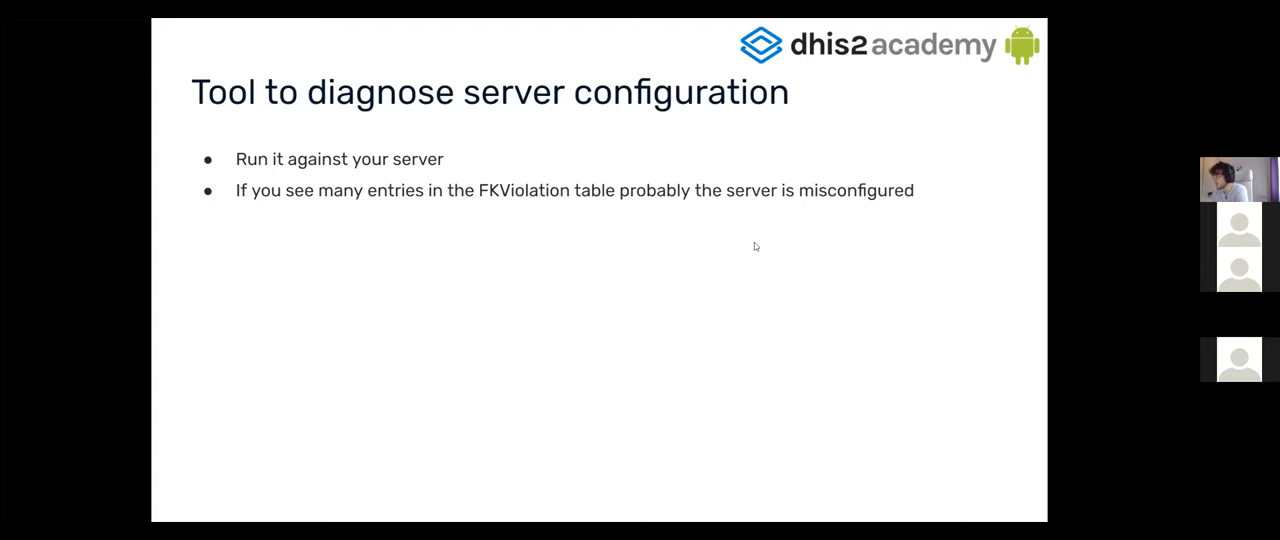 dhis2 academy
Tool to diagnose server configuration
● Run it against your server
● If you see many entries in the FKViolation table probably the server is misconfigured